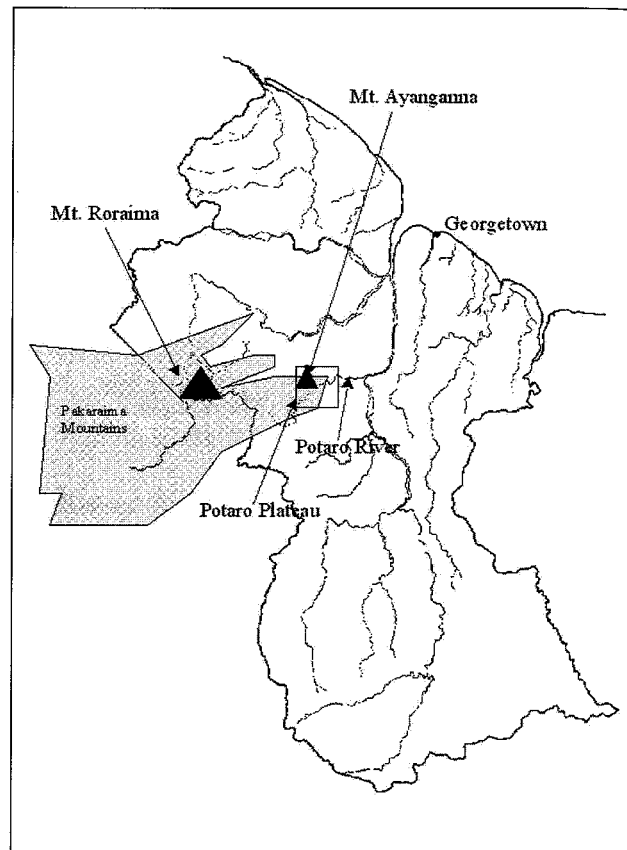 Mt. Ayanganna
Mt. Roraima
Georgetown
Pakaraima
Mountains
Potaro River
Potaro Plateau